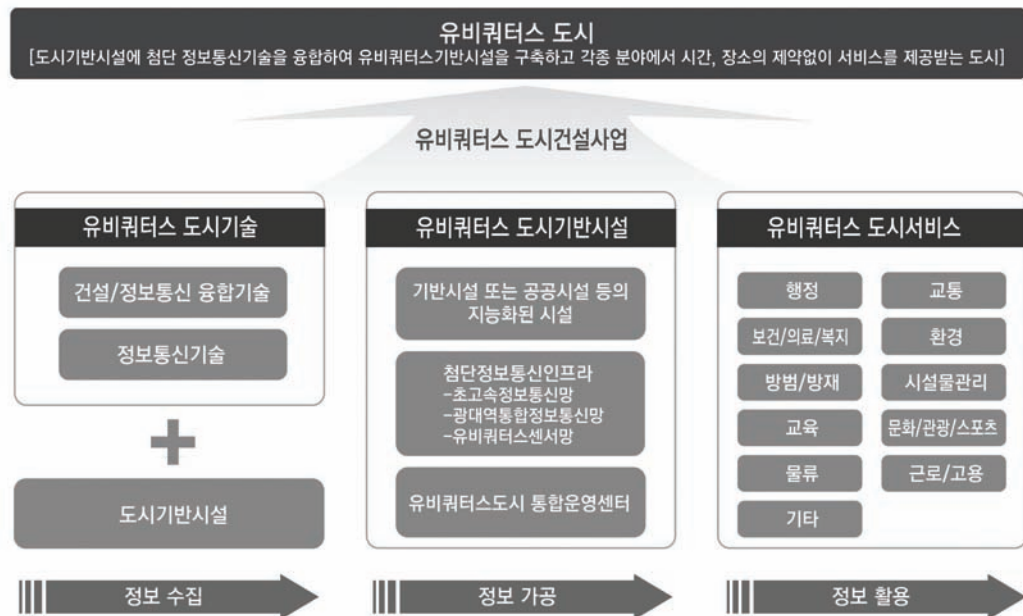 유비쿼터스 도시
[도시기반시설에 첨단 정보통신기술을 융합하여 유비쿼터스기반시설을 구축하고 각종 분야에서 시간, 장소의 제약없이 서비스를 제공받는 도시]
유비쿼터스 도시건설사업
유비쿼터스 도시기술
건설/정보통신 융합기술
정보통신기술
+
도시기반시설
정보 수집
유비쿼터스 도시기반시설
기반시설 또는 공공시설 등의
지능화된 시설
첨단정보통신인프라
-초고속정보통신망
-광대역통합정보통신망
-유비쿼터스센서망
유비쿼터스도시 통합운영센터
정보 가공
유비쿼터스 도시서비스
행정
교통
보건/의료/복지
환경
방범/방재
시설물관리
교육
문화/관광/스포츠
물류
근로/고용
기타
정보 활용